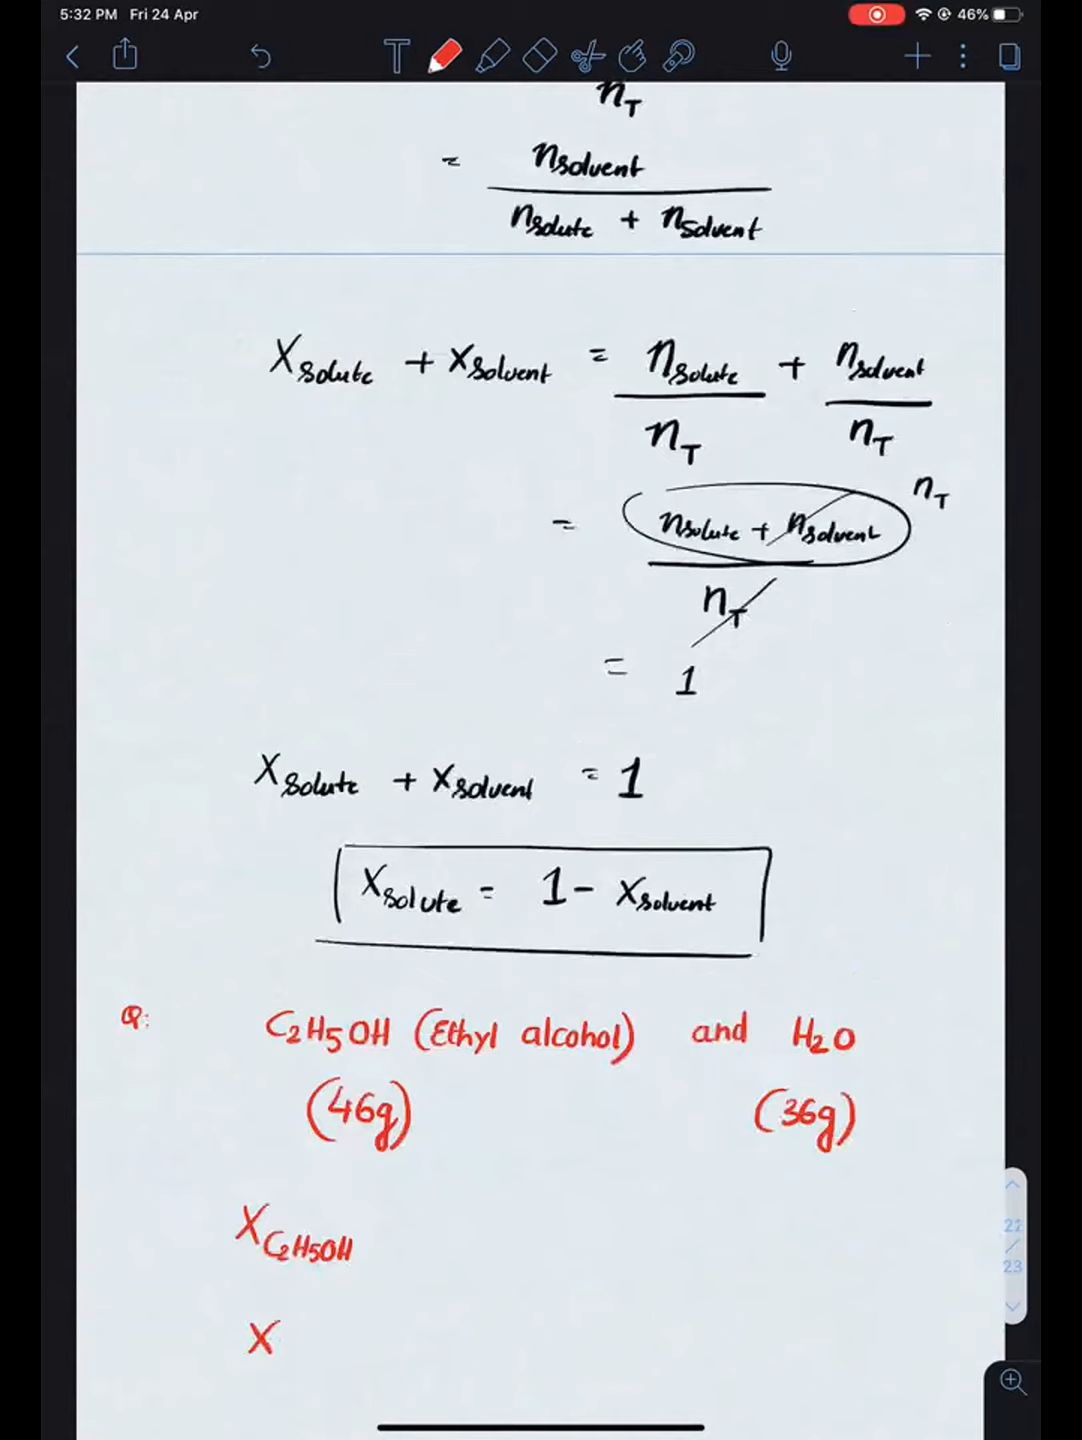 5:32 PM Fri 24 Apr 46%
n_T
= n_solvent / n_solute + n_solvent
X_solute + X_solvent = n_solute / n_T + n_solvent / n_T
= n_solute + n_solvent / n_T n_T
= 1
X_solute + X_solvent = 1
X_solute = 1 - X_solvent
Q: C₂H₅OH (Ethyl alcohol) and H₂O
(46g) (36g)
X_C₂H₅OH
22
/
23
X